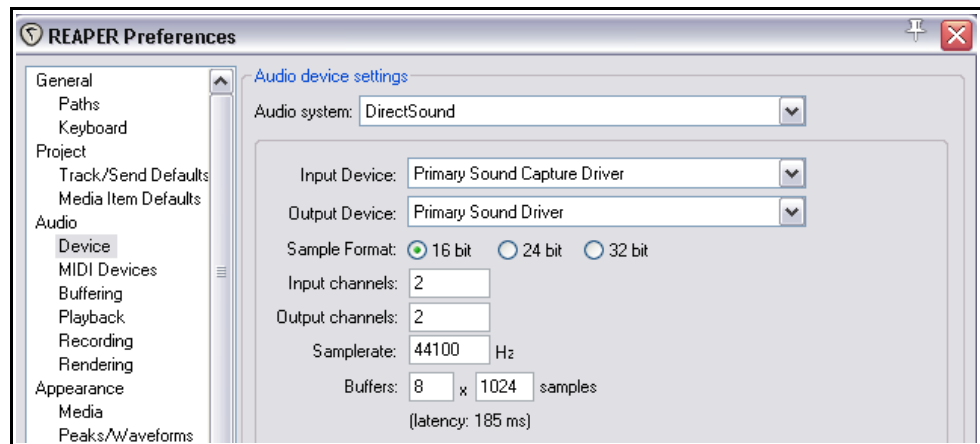 REAPER Preferences
General
Paths
Keyboard
Project
Track/Send Defaults
Media Item Defaults
Audio
Device
MIDI Devices
Buffering
Playback
Recording
Rendering
Appearance
Media
Peaks/Waveforms
Audio device settings
Audio system: DirectSound
Input Device: Primary Sound Capture Driver
Output Device: Primary Sound Driver
Sample Format: 16 bit 24 bit 32 bit
Input channels: 2
Output channels: 2
Samplerate: 44100 Hz
Buffers: 8 x 1024 samples
(latency: 185 ms)